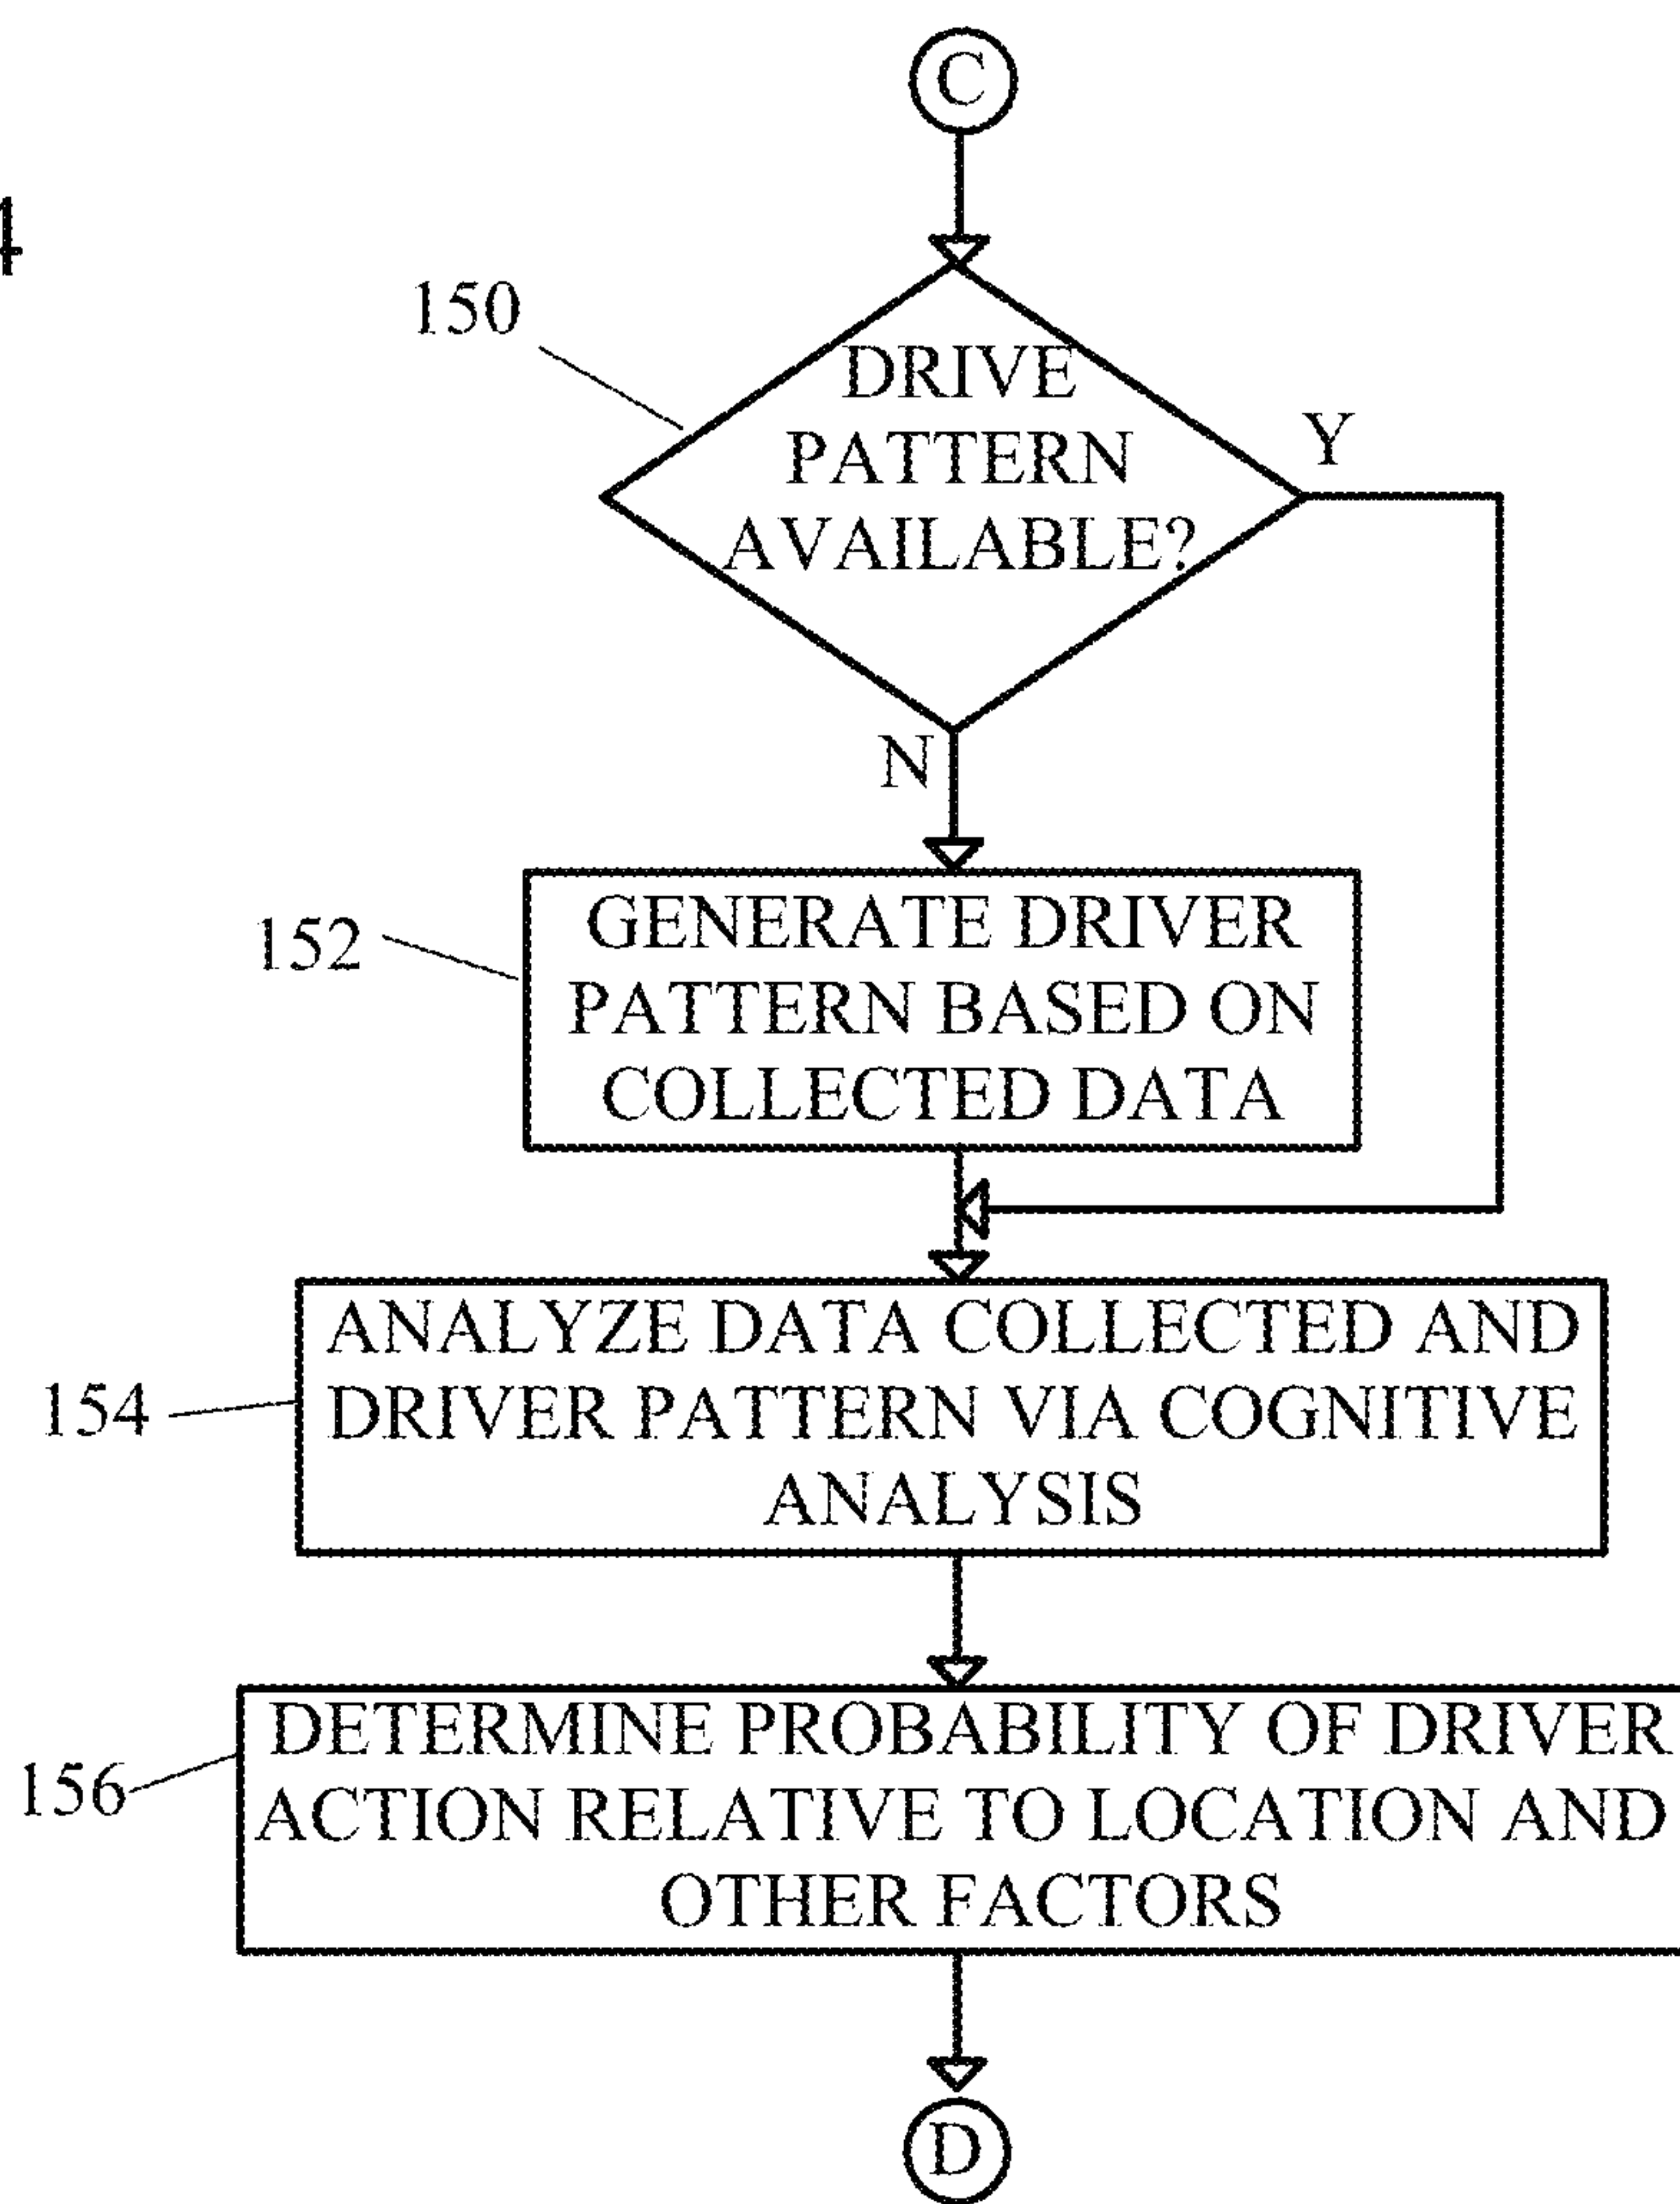 C
4
150
DRIVE
PATTERN
AVAILABLE?
Y
N
152
GENERATE DRIVER
PATTERN BASED ON
COLLECTED DATA
154
ANALYZE DATA COLLECTED AND
DRIVER PATTERN VIA COGNITIVE
ANALYSIS
156
DETERMINE PROBABILITY OF DRIVER
ACTION RELATIVE TO LOCATION AND
OTHER FACTORS
D